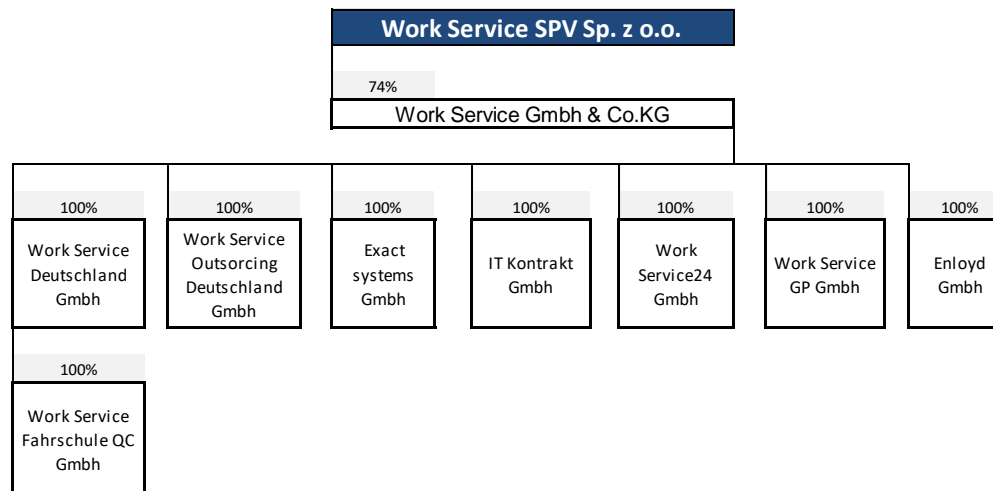 Work Service SPV Sp. z o.o.
74%
Work Service Gmbh & Co.KG
100%
100%
100%
100%
100%
100%
100%
Work Service
Deutschland
Gmbh
Work Service
Outsorcing
Deutschland
Gmbh
Exact
systems
Gmbh
IT Kontrakt
Gmbh
Work
Service24
Gmbh
Work Service
GP Gmbh
Enloyd
Gmbh
100%
Work Service
Fahrschule QC
Gmbh